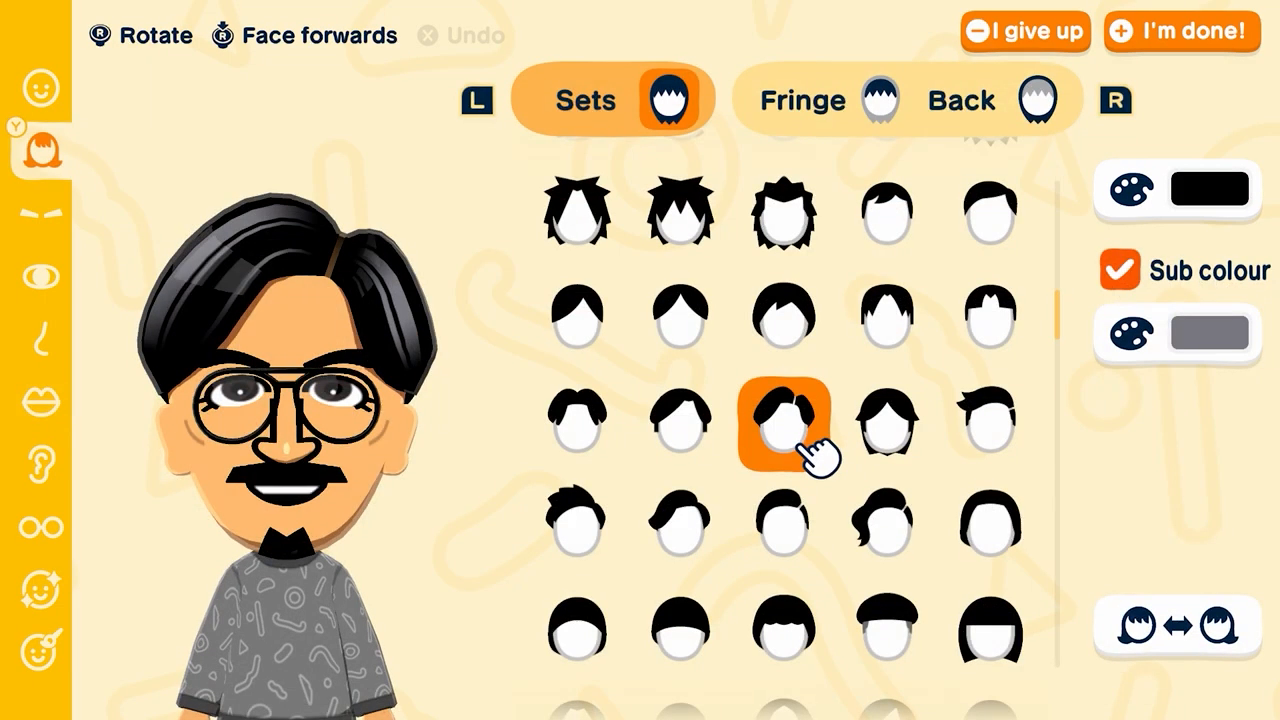 R Rotate R Face forwards X Undo
I give up
I'm done!
L Sets Fringe Back R
Y
Sub colour